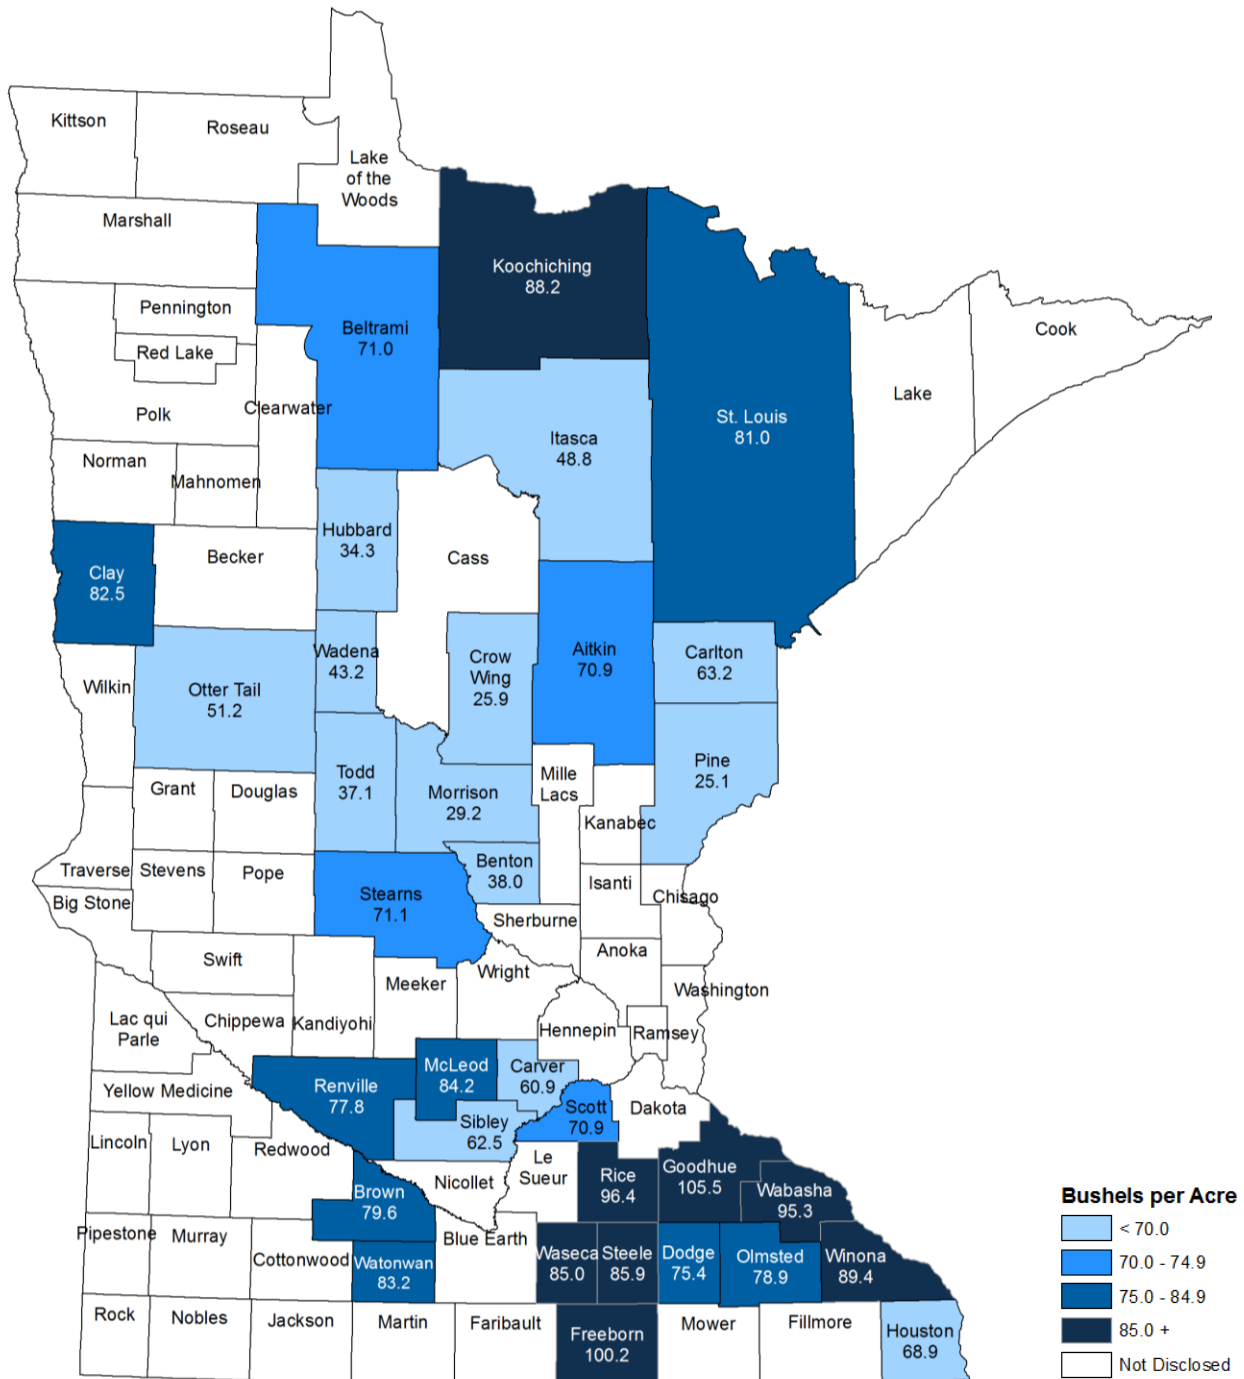 Kittson
Roseau
Lake
of the
Woods
Marshall
Koochiching
88.2
Pennington
Beltrami
71.0
Red Lake
Cook
Lake
Clearwater
Polk
St. Louis
81.0
Itasca
48.8
Norman
Mahnomen
Hubbard
34.3
Cass
Becker
Clay
82.5
Wadena
43.2
Crow
Wing
25.9
Aitkin
70.9
Carlton
63.2
Wilkin
Otter Tail
51.2
Pine
25.1
Todd
37.1
Morrison
29.2
Mille
Lacs
Grant
Douglas
Kanabec
Traverse
Stevens
Pope
Benton
38.0
Isanti
Chisago
Big Stone
Stearns
71.1
Sherburne
Anoka
Swift
Meeker
Wright
Washington
Lac qui
Parle
Chippewa
Kandiyohi
Hennepin
Ramsey
Yellow Medicine
Renville
77.8
McLeod
84.2
Carver
60.9
Scott
70.9
Dakota
Sibley
62.5
Lincoln
Lyon
Redwood
Nicollet
Le
Sueur
Rice
96.4
Goodhue
105.5
Wabasha
95.3
Brown
79.6
Pipestone
Murray
Cottonwood
Watonwan
83.2
Blue Earth
Waseca
85.0
Steele
85.9
Dodge
75.4
Olmsted
78.9
Winona
89.4
Rock
Nobles
Jackson
Martin
Faribault
Freeborn
100.2
Mower
Fillmore
Houston
68.9
Bushels per Acre
< 70.0
70.0 - 74.9
75.0 - 84.9
85.0 +
Not Disclosed